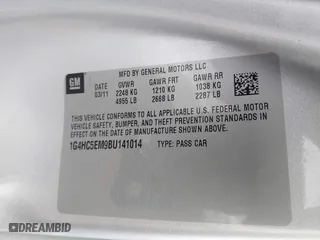 GM
MFD BY GENERAL MOTORS LLC
DATE GVWR GAWR FRT GAWR RR
03/11 2248 KG 1210 KG 1038 KG
4955 LB 2668 LB 2287 LB
THIS VEHICLE CONFORMS TO ALL APPLICABLE U.S. FEDERAL MOTOR
VEHICLE SAFETY, BUMPER, AND THEFT PREVENTION STANDARDS IN
EFFECT ON THE DATE OF MANUFACTURE SHOWN ABOVE.
1G4HC5EM9BU141014 TYPE: PASS CAR
© BIDHISTORY